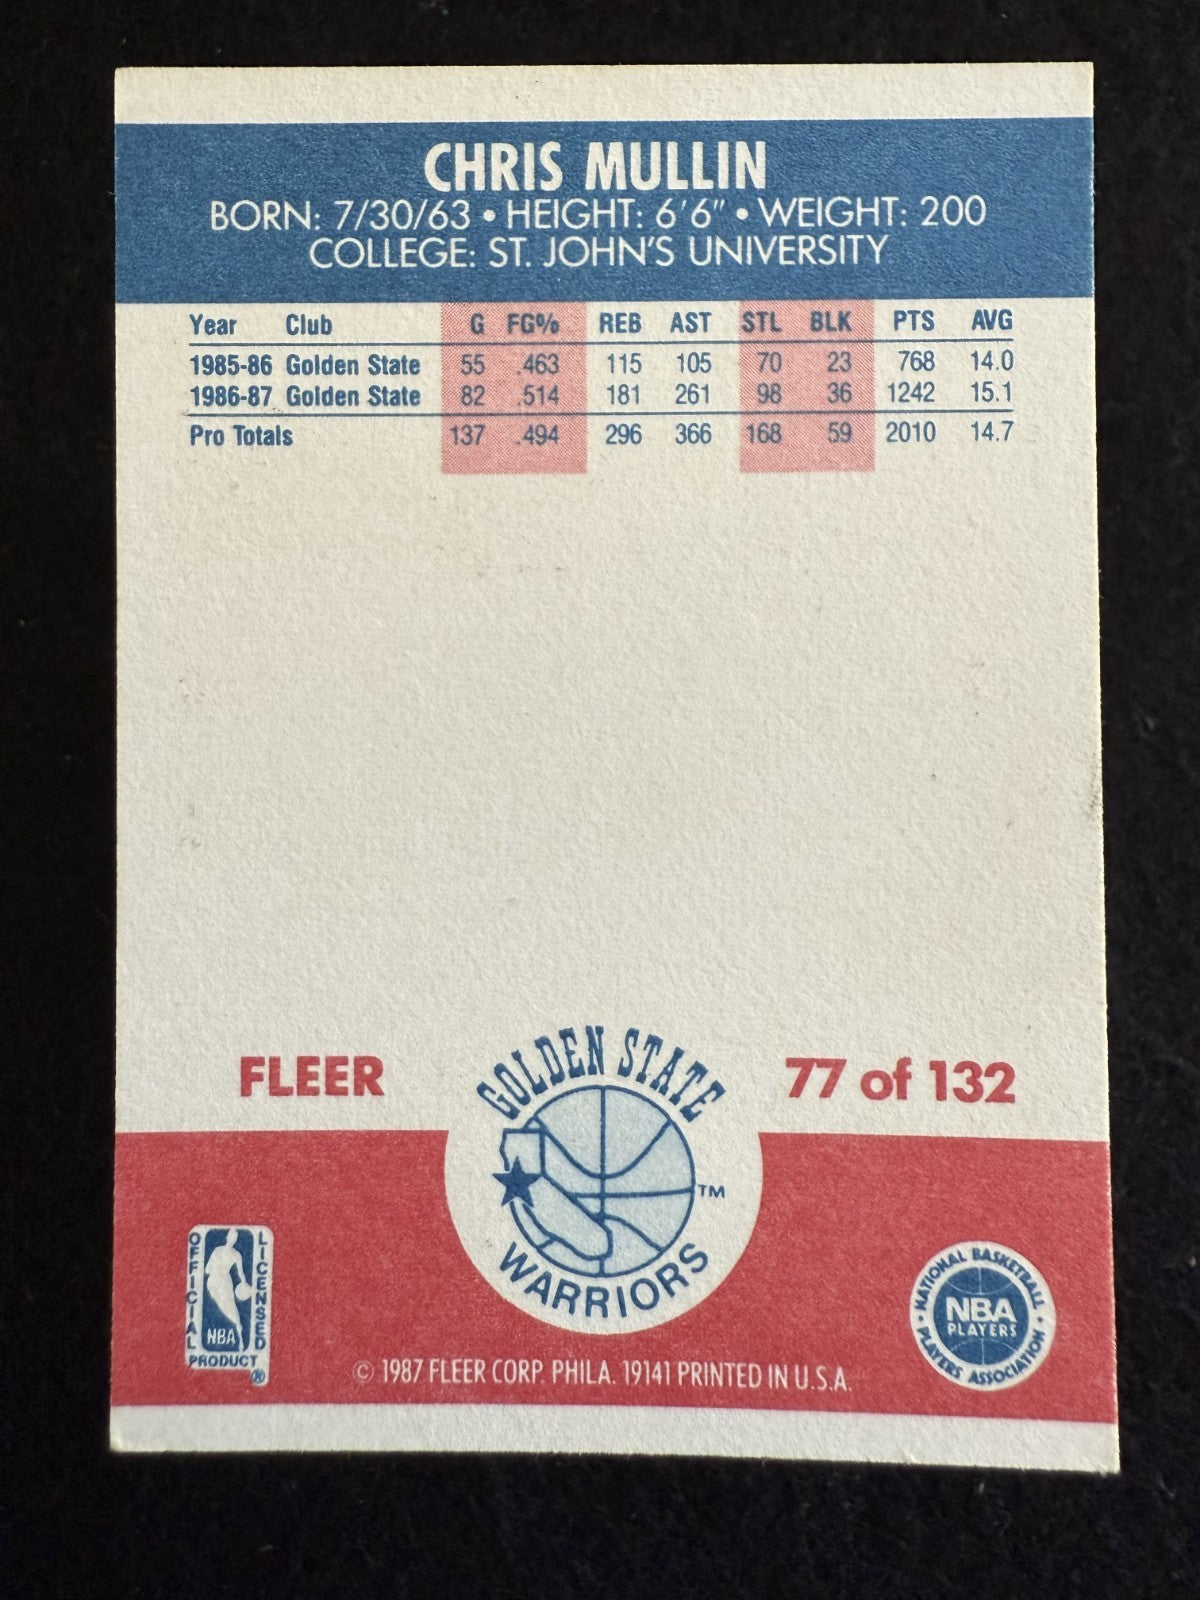 CHRIS MULLIN
BORN: 7/30/63 • HEIGHT: 6'6" • WEIGHT: 200
COLLEGE: ST. JOHN'S UNIVERSITY
Year Club G FG% REB AST STL BLK PTS AVG
1985-86 Golden State 55 .463 115 105 70 23 768 14.0
1986-87 Golden State 82 .514 181 261 98 36 1242 15.1
Pro Totals 137 .494 296 366 168 59 2010 14.7
FLEER
77 of 132
GOLDEN STATE
TM
WARRIORS
OFFICIAL
LICENSED
NBA
PRODUCT
®
NATIONAL BASKETBALL
NBA
PLAYERS
• PLAYERS ASSOCIATION •
© 1987 FLEER CORP. PHILA. 19141 PRINTED IN U.S.A.